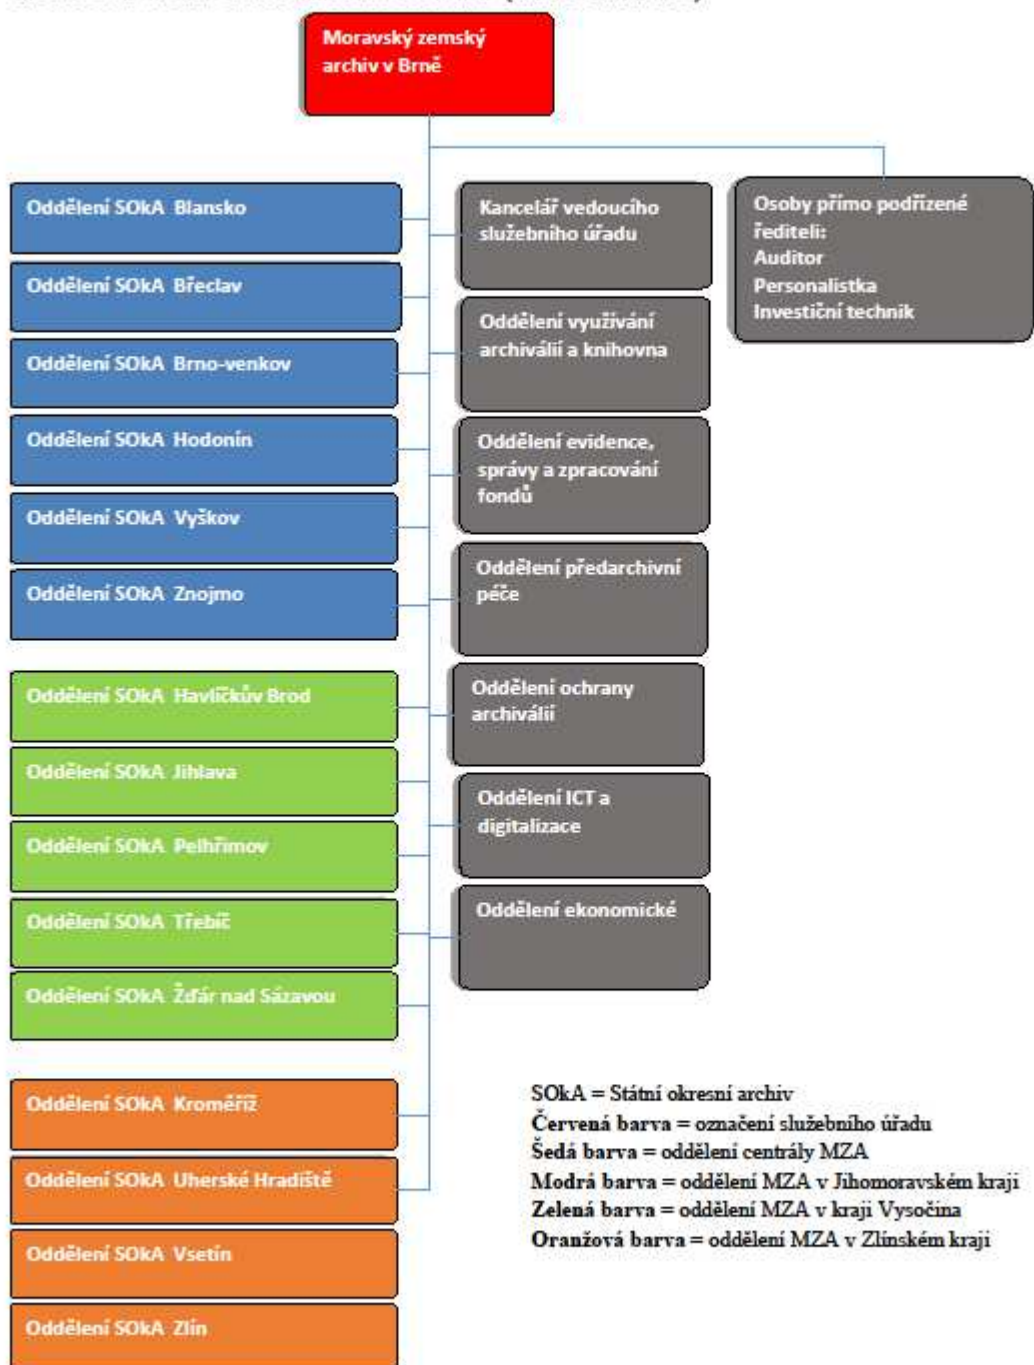 Moravský zemský
archiv v Brně
Oddělení SOkA Blansko
Oddělení SOkA Břeclav
Oddělení SOkA Brno-venkov
Oddělení SOkA Hodonín
Oddělení SOkA Vyškov
Oddělení SOkA Znojmo
Oddělení SOkA Havlíčkův Brod
Oddělení SOkA Jihlava
Oddělení SOkA Pelhřimov
Oddělení SOkA Třebíč
Oddělení SOkA Žďár nad Sázavou
Oddělení SOkA Kroměříž
Oddělení SOkA Uherské Hradiště
Oddělení SOkA Vsetín
Oddělení SOkA Zlín
Kancelář vedoucího
služebního úřadu
Oddělení využívání
archiválií a knihovna
Oddělení evidence,
správy a zpracování
fondů
Oddělení předarchivní
péče
Oddělení ochrany
archiválií
Oddělení ICT a
digitalizace
Oddělení ekonomické
Osoby přímo podřízené
řediteli:
Auditor
Personalistka
Investiční technik
SOkA = Státní okresní archiv
Červená barva = označení služebního úřadu
Šedá barva = oddělení centrály MZA
Modrá barva = oddělení MZA v Jihomoravském kraji
Zelená barva = oddělení MZA v kraji Vysočina
Oranžová barva = oddělení MZA v Zlínském kraji